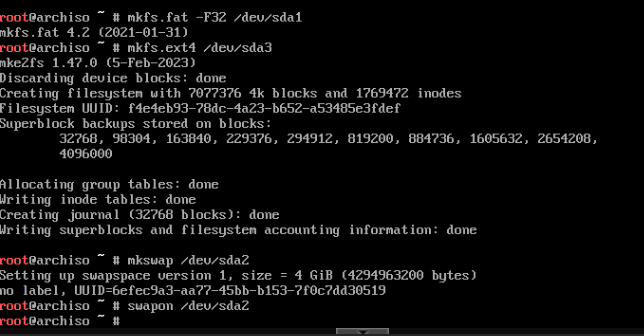 root@archiso ~ # mkfs.fat -F32 /dev/sda1
mkfs.fat 4.2 (2021-01-31)
root@archiso ~ # mkfs.ext4 /dev/sda3
mke2fs 1.47.0 (5-Feb-2023)
Discarding device blocks: done
Creating filesystem with 7077376 4k blocks and 1769472 inodes
Filesystem UUID: f4e4eb93-78dc-4a23-b652-a53485e3fdef
Superblock backups stored on blocks:
32768, 98304, 163840, 229376, 294912, 819200, 884736, 1605632, 2654208,
4096000
Allocating group tables: done
Writing inode tables: done
Creating journal (32768 blocks): done
Writing superblocks and filesystem accounting information: done
root@archiso ~ # mkswap /dev/sda2
Setting up swapspace version 1, size = 4 GiB (4294963200 bytes)
no label, UUID=6efec9a3-aa77-45bb-b153-7f0c7dd30519
root@archiso ~ # swapon /dev/sda2
root@archiso ~ #